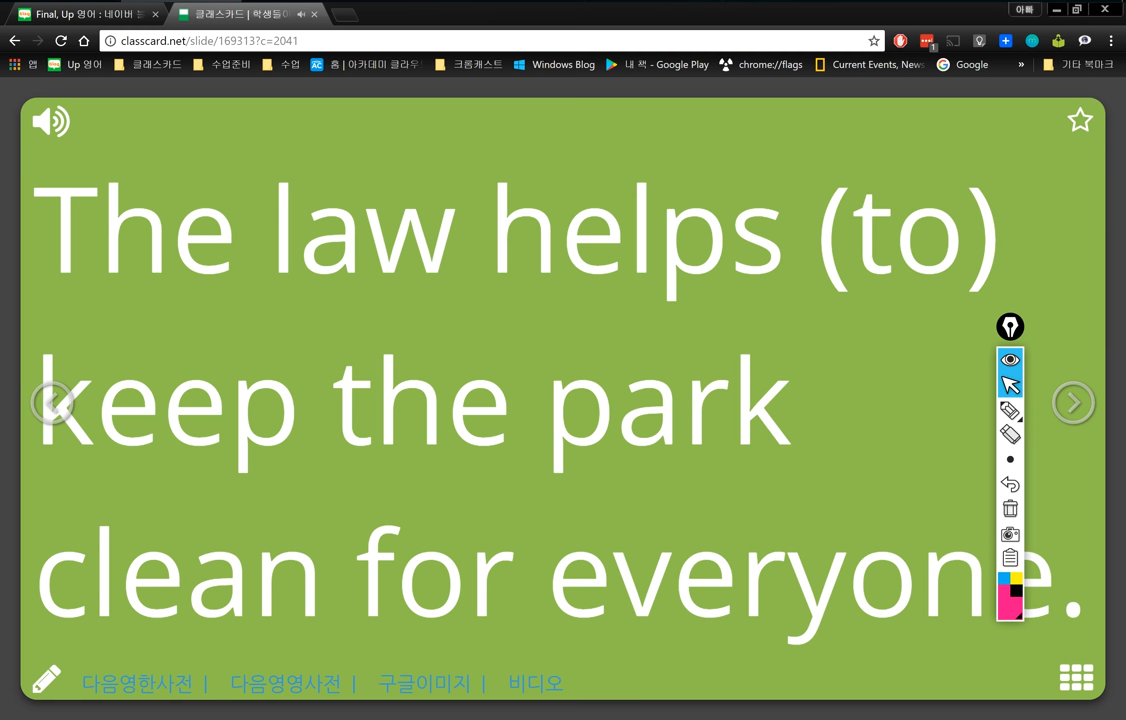 Final, Up 영어 : 네이버 블
클래스카드 | 학생들이
아빠
classcard.net/slide/169313?c=2041
앱 Up 영어 클래스카드 수업준비 수업 홈 | 아카데미 클라우 크롬캐스트 Windows Blog 내 책 - Google Play chrome://flags Current Events, News Google » 기타 북마크
The law helps (to)
keep the park
clean for everyone.
다음영한사전 | 다음영영사전 | 구글이미지 | 비디오